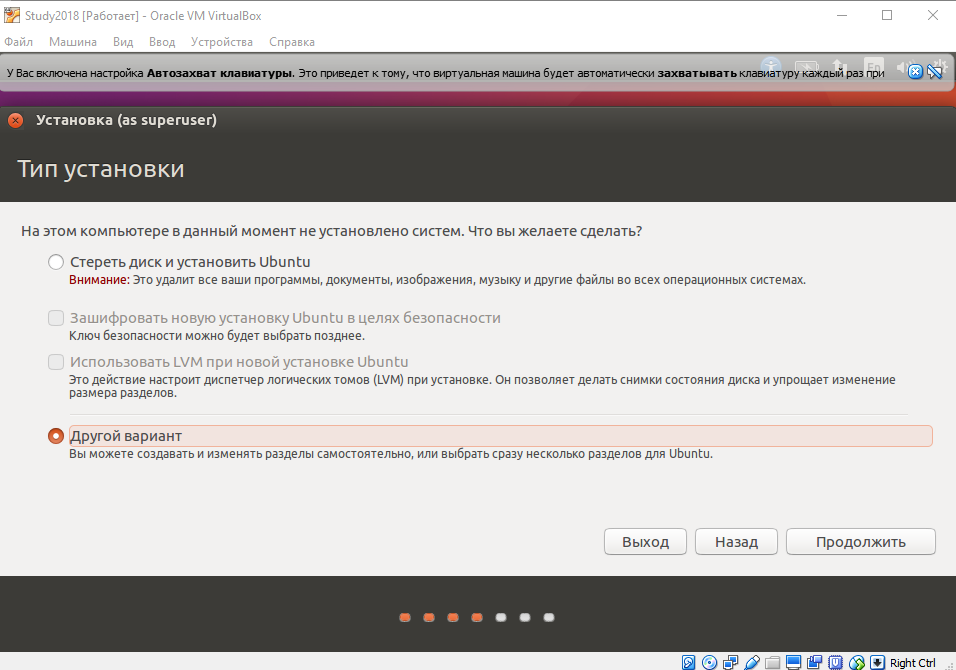 Study2018 [Работает] - Oracle VM VirtualBox
Файл Машина Вид Ввод Устройства Справка
У Вас включена настройка Автозахват клавиатуры. Это приведет к тому, что виртуальная машина будет автоматически захватывать клавиатуру каждый раз при
En
Установка (as superuser)
Тип установки
На этом компьютере в данный момент не установлено систем. Что вы желаете сделать?
Стереть диск и установить Ubuntu
Внимание: Это удалит все ваши программы, документы, изображения, музыку и другие файлы во всех операционных системах.
Зашифровать новую установку Ubuntu в целях безопасности
Ключ безопасности можно будет выбрать позднее.
Использовать LVM при новой установке Ubuntu
Это действие настроит диспетчер логических томов (LVM) при установке. Он позволяет делать снимки состояния диска и упрощает изменение
размера разделов.
Другой вариант
Вы можете создавать и изменять разделы самостоятельно, или выбрать сразу несколько разделов для Ubuntu.
Выход Назад Продолжить
Right Ctrl